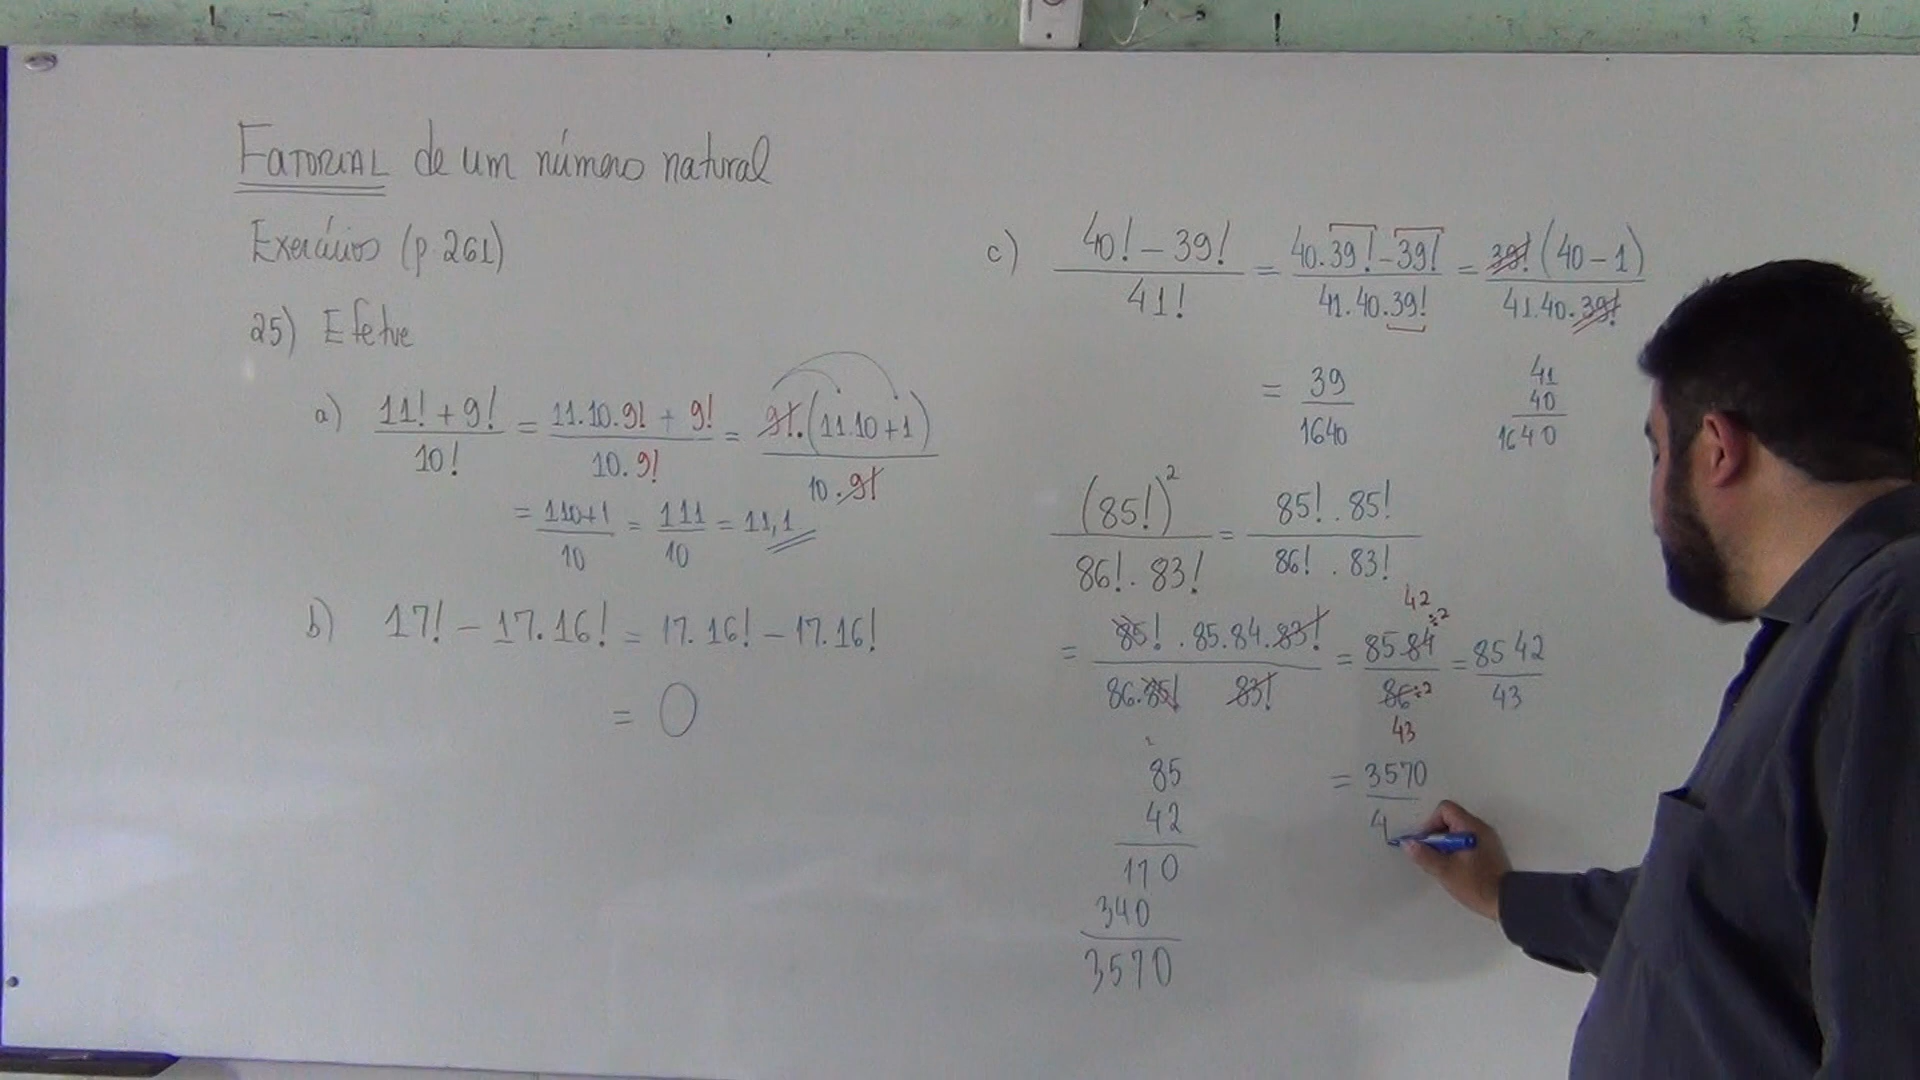 FATORIAL de um número natural
Exercícios (p. 261)
25) Efetue
a) 11! + 9! / 10! = 11.10.9! + 9! / 10.9! = 9!.(11.10+1) / 10.9!
= 110+1 / 10 = 111 / 10 = 11,1
b) 17! - 17.16! = 17.16! - 17.16!
= 0
c) 40! - 39! / 41! = 40.39! - 39! / 41.40.39! = 39!(40-1) / 41.40.39!
= 39 / 1640
41
40
1640
(85!)² / 86!.83! = 85!.85! / 86!.83!
= 85!.85.84.83! / 86.85! 83! = 85.84 ÷2 42 / 86 ÷2 43 = 85 42 / 43
85
42
170
340
3570
= 3570 / 4